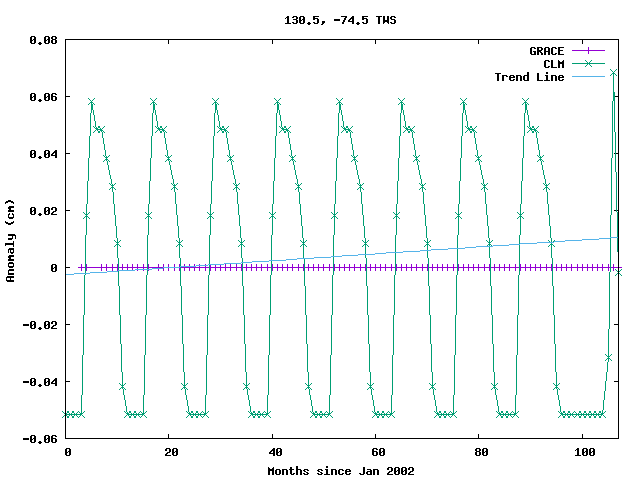 130.5, -74.5 TWS
GRACE
CLM
Trend Line
0.08
0.06
0.04
0.02
0
-0.02
-0.04
-0.06
Anomaly (cm)
0 20 40 60 80 100
Months since Jan 2002